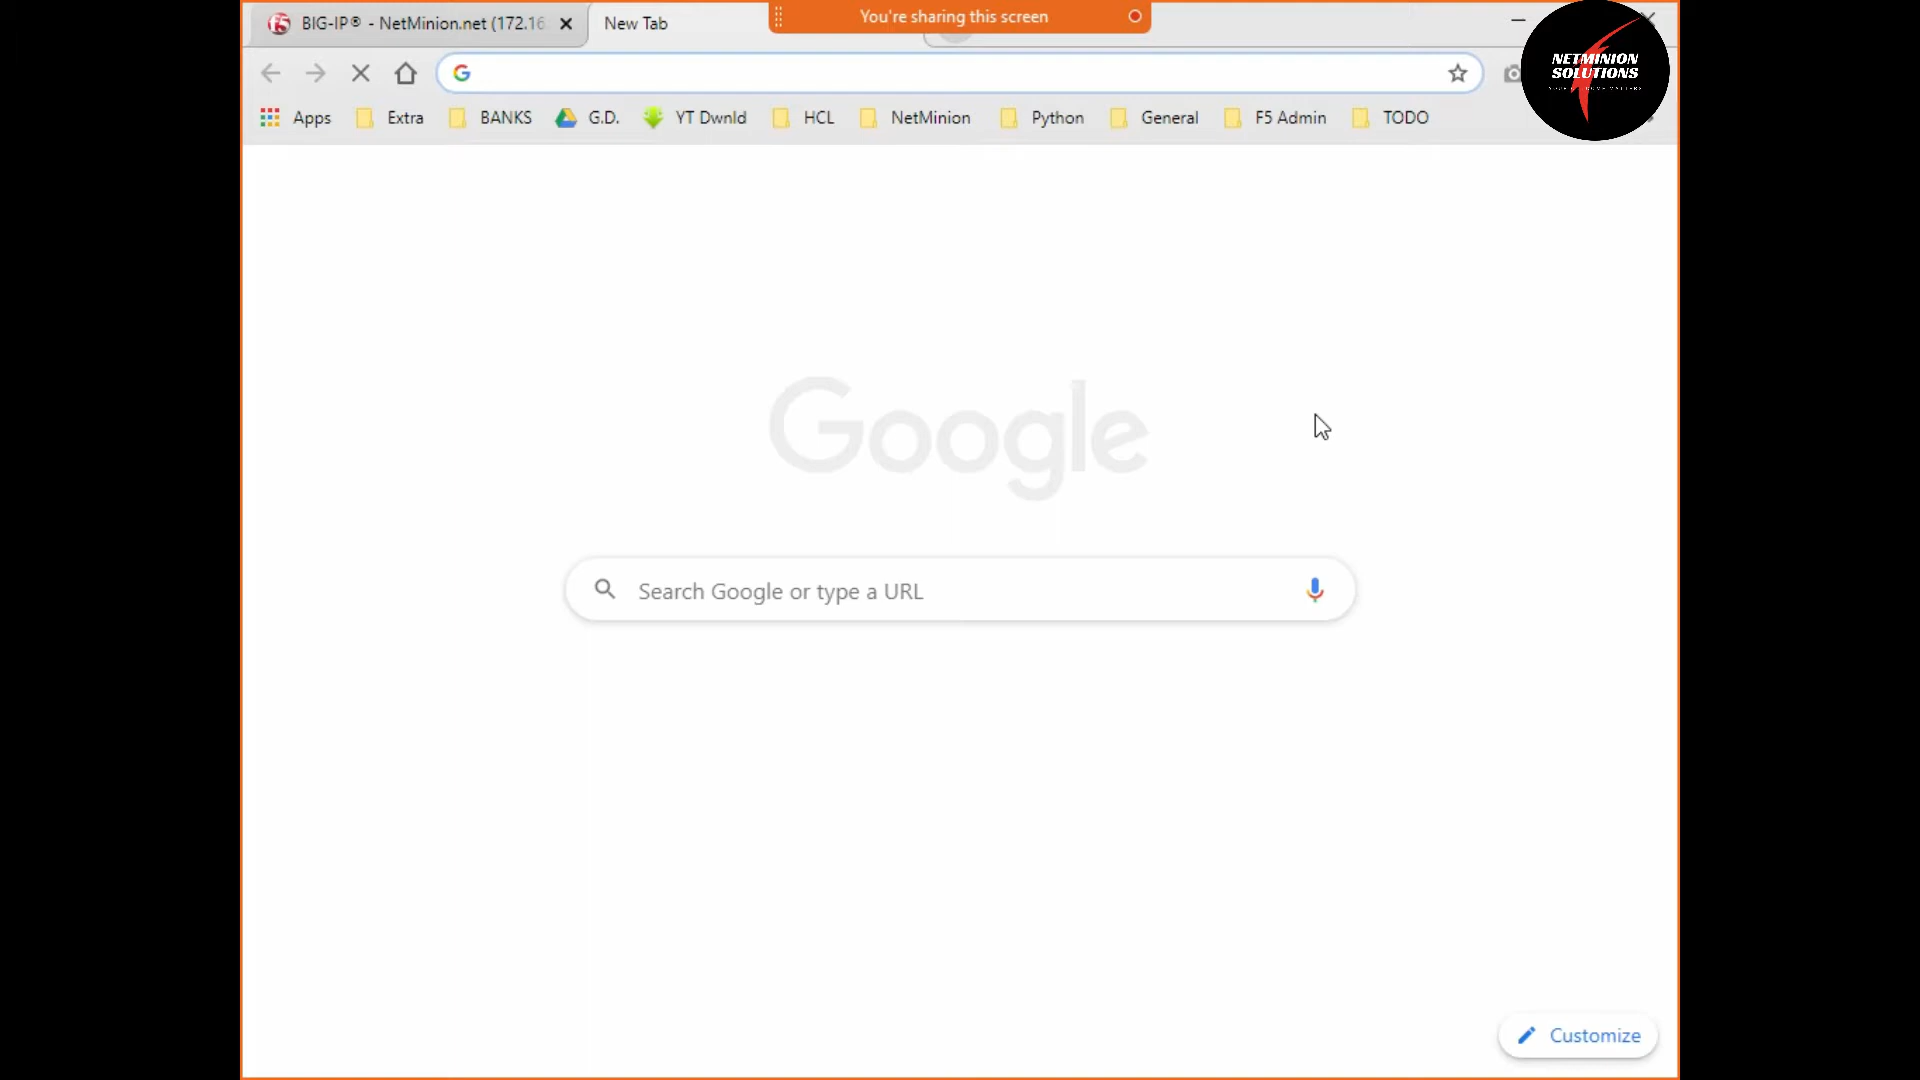 BIG-IP® - NetMinion.net (172.16
New Tab
You're sharing this screen
NETMINION
SOLUTIONS
Apps
Extra
BANKS
G.D.
YT Dwnld
HCL
NetMinion
Python
General
F5 Admin
TODO
Google
Search Google or type a URL
Customize